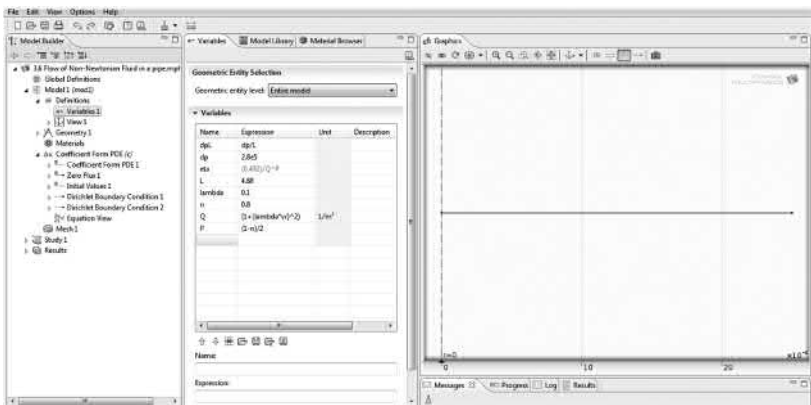 File Edit View Options Help
Model Builder
3.6 Flow of Non-Newtonian Fluid in a pipe.mph
Global Definitions
Model 1 (mod1)
Definitions
Variables 1
View 1
Geometry 1
Materials
Coefficient Form PDE (c)
Coefficient Form PDE 1
Zero Flux 1
Initial Values 1
Dirichlet Boundary Condition 1
Dirichlet Boundary Condition 2
Equation View
Mesh 1
Study 1
Results
Variables Model Library Material Browser
Geometric Entity Selection
Geometric entity level: Entire model
Variables
Name Expression Unit Description
dpL dp/L
dp 2.8e5
eta
L 4.88
lambda 0.1
n 0.8
Q (1+(lambda*ur)^2) 1/m²
P (1-n)/2
Name:
Expression:
Graphics
r=0
0 10 20
Messages Progress Log Results